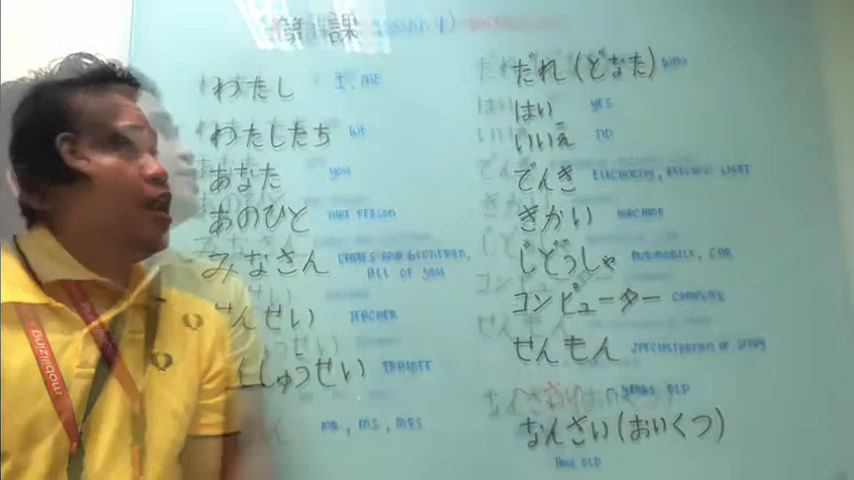 第1課
わたし I, ME
わたしたち WE
あなた YOU
あのひと THAT PERSON
みなさん LADIES AND GENTLEMEN,
ALL OF YOU
せんせい TEACHER
しゅうせい TRAINEE
MR., MS., MRS
だれ(どなた) WHO
はい YES
いいえ NO
でんき ELECTRICITY, ELECTRIC LIGHT
きかい MACHINE
じどうしゃ AUTOMOBILE, CAR
コンピューター COMPUTER
せんもん SPECIALIZATION OF STUDY
YEARS OLD
なんさい(おいくつ)
HOW OLD
mobilizing